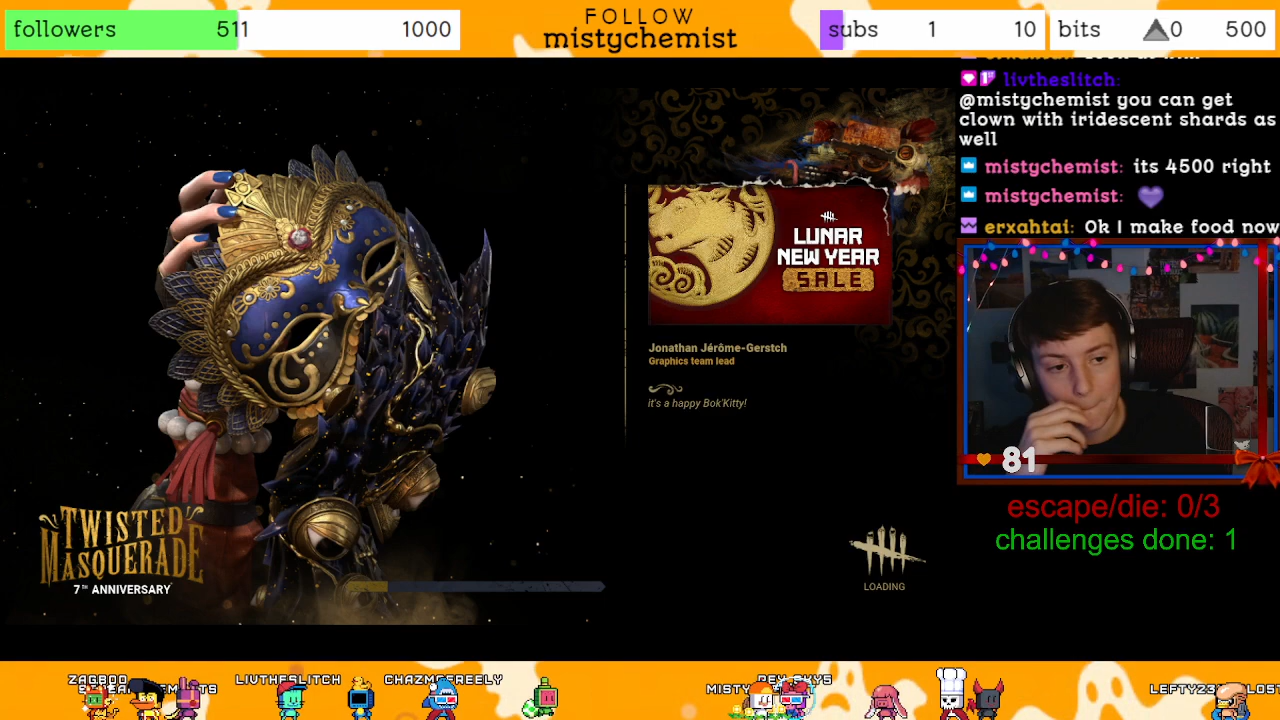 followers 511 1000
FOLLOW
mistychemist
subs 1 10
bits 0 500
livtheslitch:
@mistychemist you can get
clown with iridescent shards as
well
mistychemist: its 4500 right
mistychemist:
erxahtai: Ok I make food now
LUNAR
NEW YEAR
SALE
Jonathan Jérôme-Gerstch
Graphics team lead
it's a happy Bok'Kitty!
81
escape/die: 0/3
challenges done: 1
TWISTED
MASQUERADE
7TH ANNIVERSARY
LOADING
ZAGBOO
LIVTHESLITCH